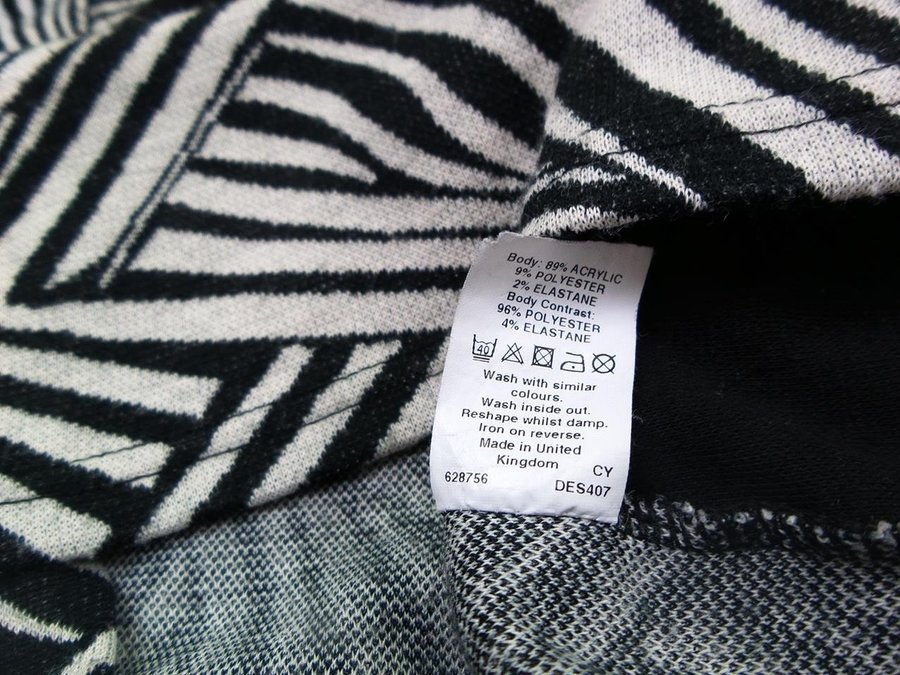 Body: 89% ACRYLIC
9% POLYESTER
2% ELASTANE
Body Contrast:
96% POLYESTER
4% ELASTANE
40
Wash with similar
colours.
Wash inside out.
Reshape whilst damp.
Iron on reverse.
Made in United
Kingdom
CY
628756
DES407